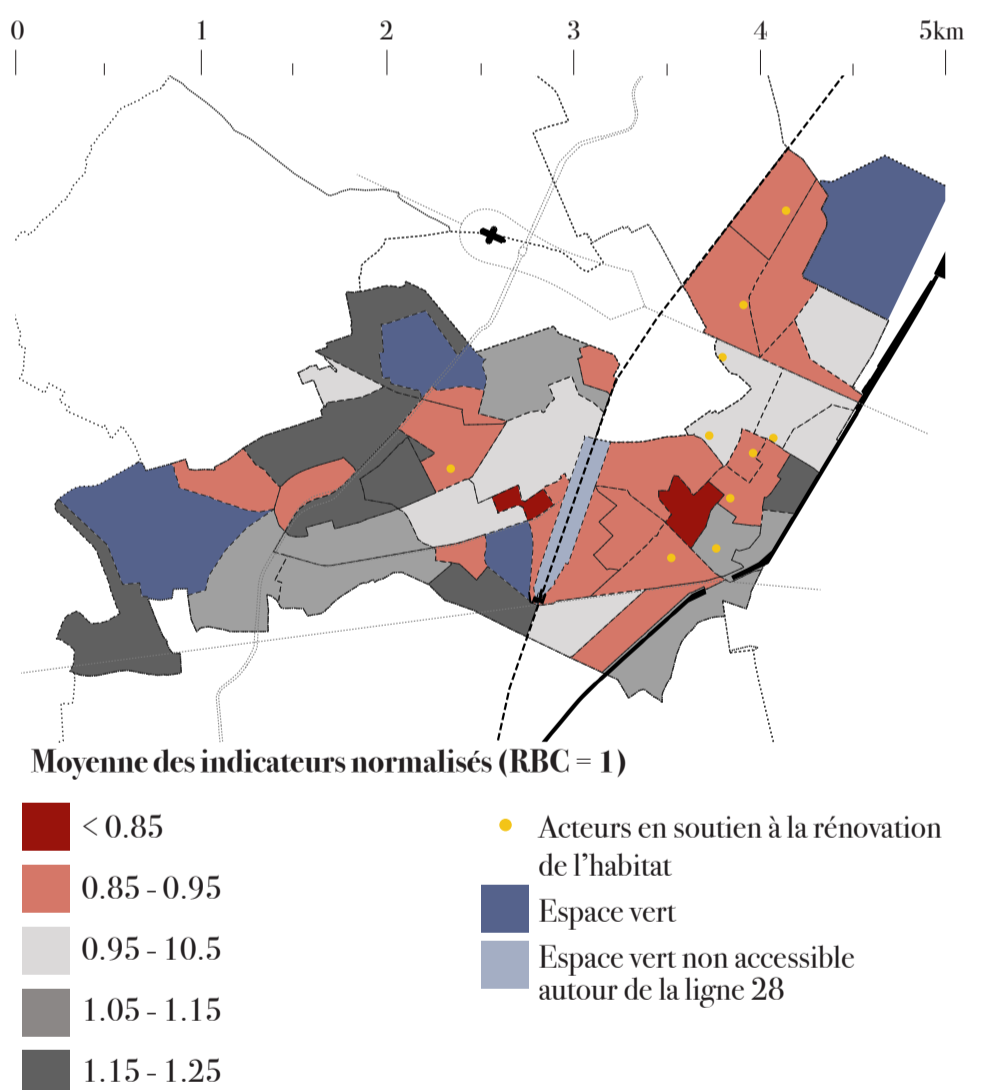 0 1 2 3 4 5km
Moyenne des indicateurs normalisés (RBC = 1)
< 0.85
0.85 - 0.95
0.95 - 10.5
1.05 - 1.15
1.15 - 1.25
Acteurs en soutien à la rénovation
de l'habitat
Espace vert
Espace vert non accessible
autour de la ligne 28